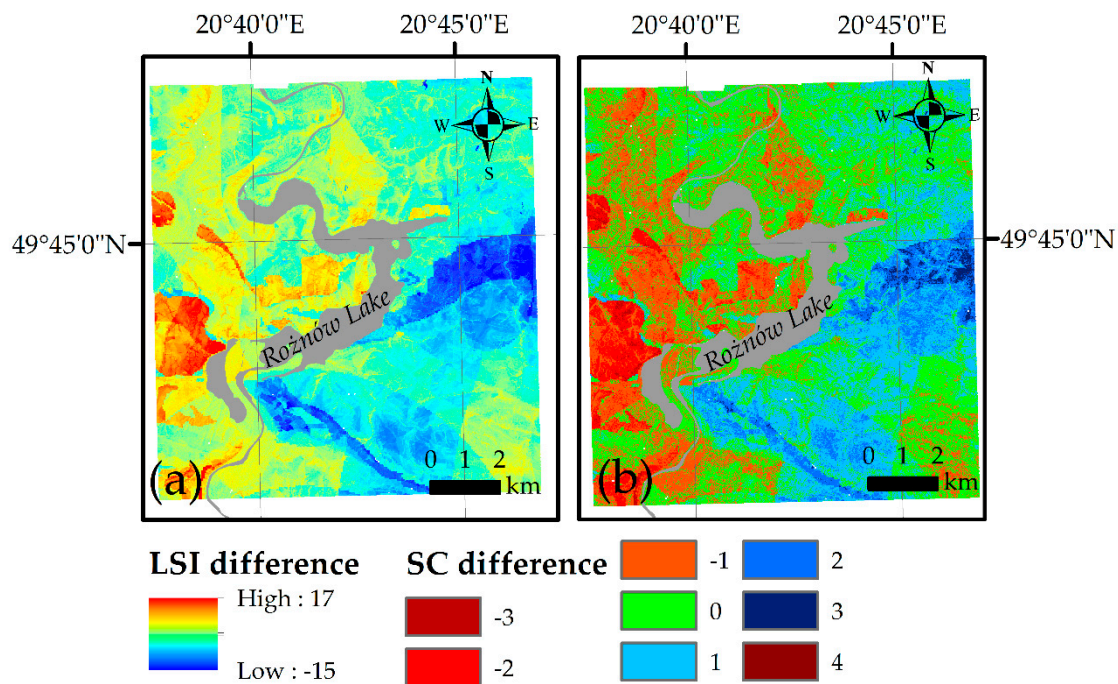 20°40'0"E 20°45'0"E 20°40'0"E 20°45'0"E
N
W E
S
N
W E
S
49°45'0"N
49°45'0"N
Rożnów Lake
Rożnów Lake
(a)
0 1 2
km
(b)
0 1 2
km
LSI difference
High : 17
Low : -15
SC difference
-3
-2
-1
0
1
2
3
4